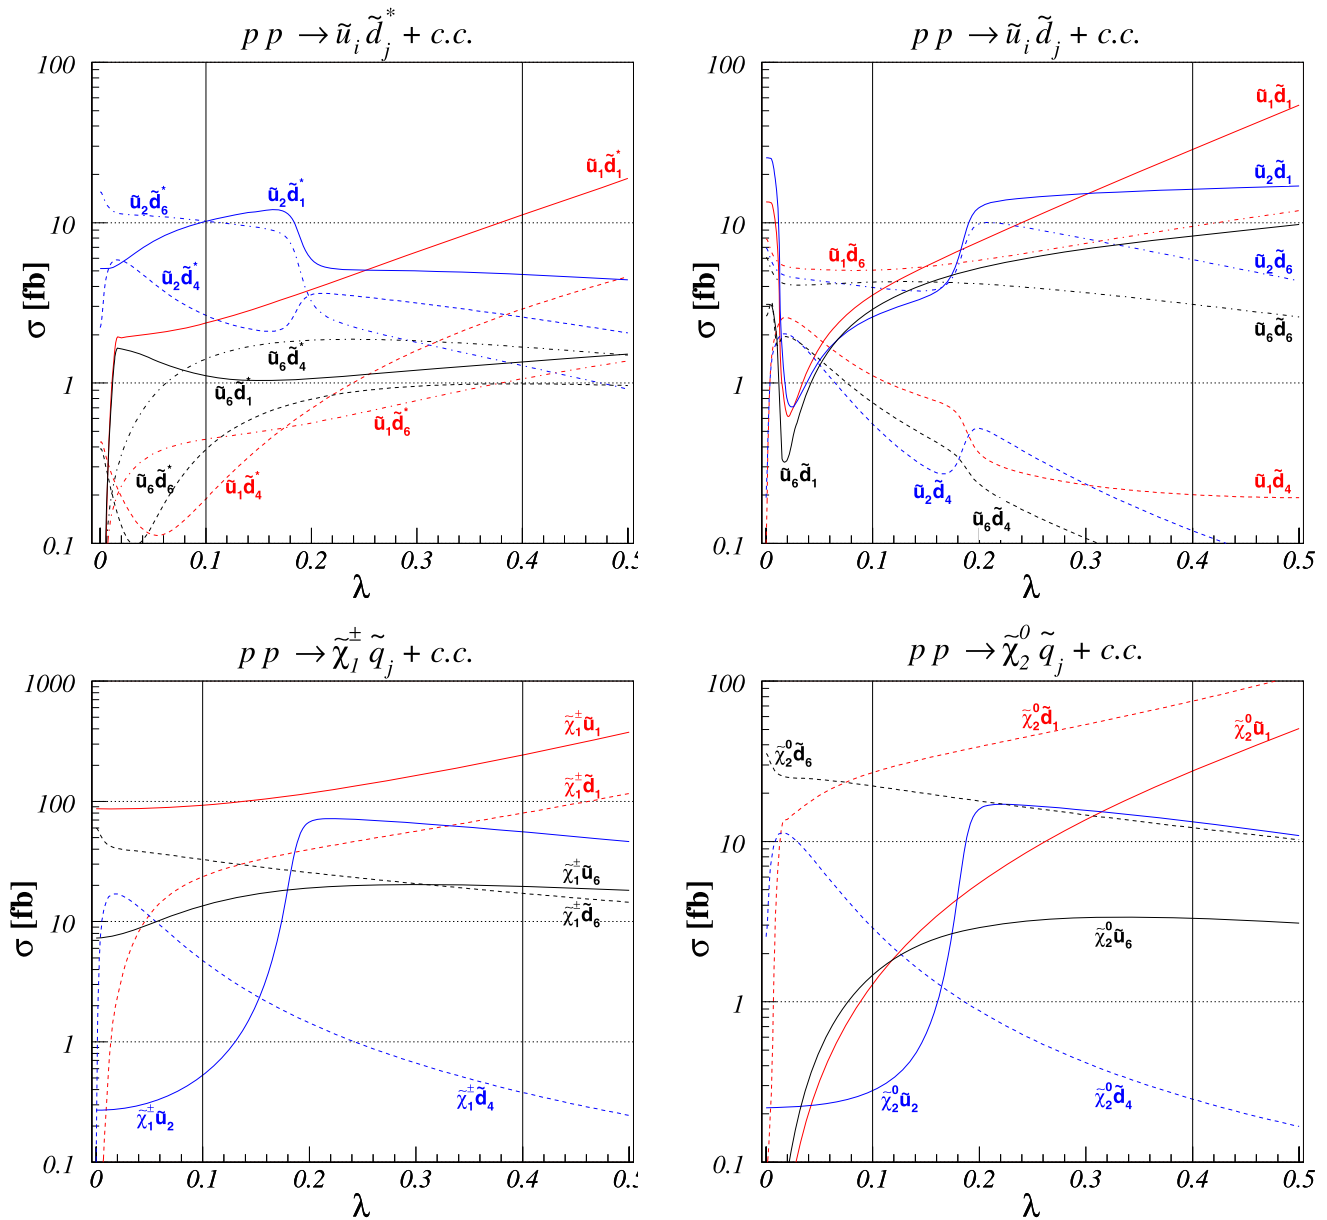 p p → ũ_i d̃_j^* + c.c.
100
10
1
0.1
σ [fb]
ũ₂d̃₆^*
ũ₂d̃₁^*
ũ₁d̃₁^*
ũ₂d̃₄^*
ũ₆d̃₄^*
ũ₆d̃₁^*
ũ₁d̃₆^*
ũ₆d̃₆^*
ũ₁d̃₄^*
0 0.1 0.2 0.3 0.4 0.5
λ
p p → ũ_i d̃_j + c.c.
100
10
1
0.1
σ [fb]
ũ₁d̃₁
ũ₂d̃₁
ũ₁d̃₆
ũ₂d̃₆
ũ₆d̃₆
ũ₆d̃₁
ũ₂d̃₄
ũ₁d̃₄
ũ₆d̃₄
0 0.1 0.2 0.3 0.4 0.5
λ
p p → χ̃₁^± q̃_j + c.c.
1000
100
10
1
0.1
σ [fb]
χ̃₁^±ũ₁
χ̃₁^±d̃₁
χ̃₁^±ũ₆
χ̃₁^±d̃₆
χ̃₁^±d̃₄
χ̃₁^±ũ₂
0 0.1 0.2 0.3 0.4 0.5
λ
p p → χ̃₂⁰ q̃_j + c.c.
100
10
1
0.1
σ [fb]
χ̃₂⁰d̃₁
χ̃₂⁰ũ₁
χ̃₂⁰d̃₆
χ̃₂⁰ũ₆
χ̃₂⁰ũ₂
χ̃₂⁰d̃₄
0 0.1 0.2 0.3 0.4 0.5
λ